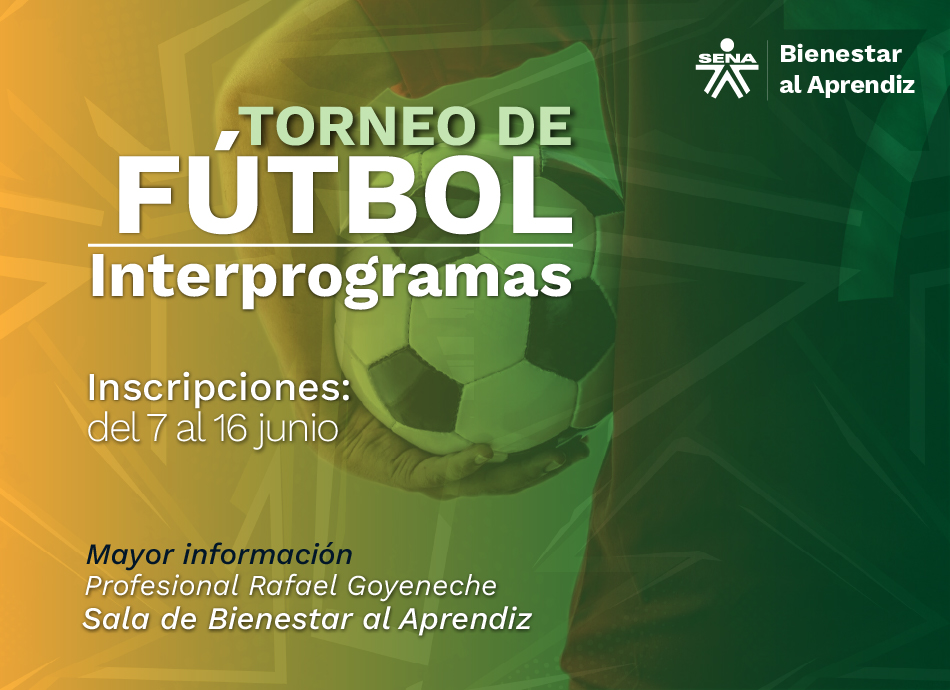 SENA
Bienestar
al Aprendiz
TORNEO DE
FÚTBOL
Interprogramas
Inscripciones:
del 7 al 16 junio
Mayor información
Profesional Rafael Goyeneche
Sala de Bienestar al Aprendiz